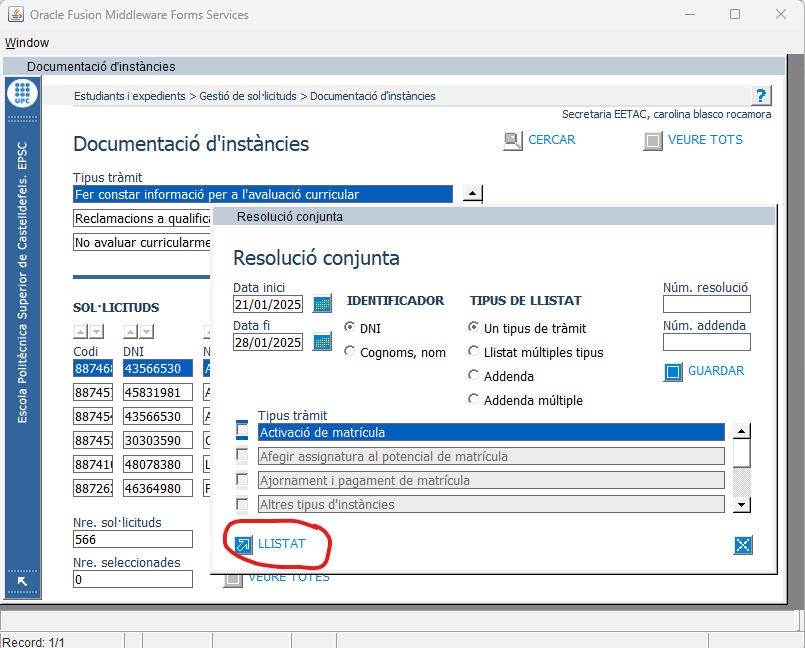 Oracle Fusion Middleware Forms Services
Window
Documentació d'instàncies
UPC
Escola Politècnica Superior de Castelldefels. EPSC
Estudiants i expedients > Gestió de sol·licituds > Documentació d'instàncies
?
Secretaria EETAC, carolina blasco rocamora
Documentació d'instàncies
CERCAR
VEURE TOTS
Tipus tràmit
Fer constar informació per a l'avaluació curricular
Reclamacions a qualifica
No avaluar curricularme
SOL·LICITUDS
Codi DNI
88746 43566530
88745 45831981
88745 43566530
88745 30303590
88741 48078380
88726 46364980
Nre. sol·licituds
566
Nre. seleccionades
0
VEURE TOTES
Resolució conjunta
Resolució conjunta
Data inici
21/01/2025
Data fi
28/01/2025
IDENTIFICADOR
DNI
Cognoms, nom
TIPUS DE LLISTAT
Un tipus de tràmit
Llistat múltiples tipus
Addenda
Addenda múltiple
Núm. resolució
Núm. addenda
GUARDAR
Tipus tràmit
Activació de matrícula
Afegir assignatura al potencial de matrícula
Ajornament i pagament de matrícula
Altres tipus d'instàncies
LLISTAT
Record: 1/1